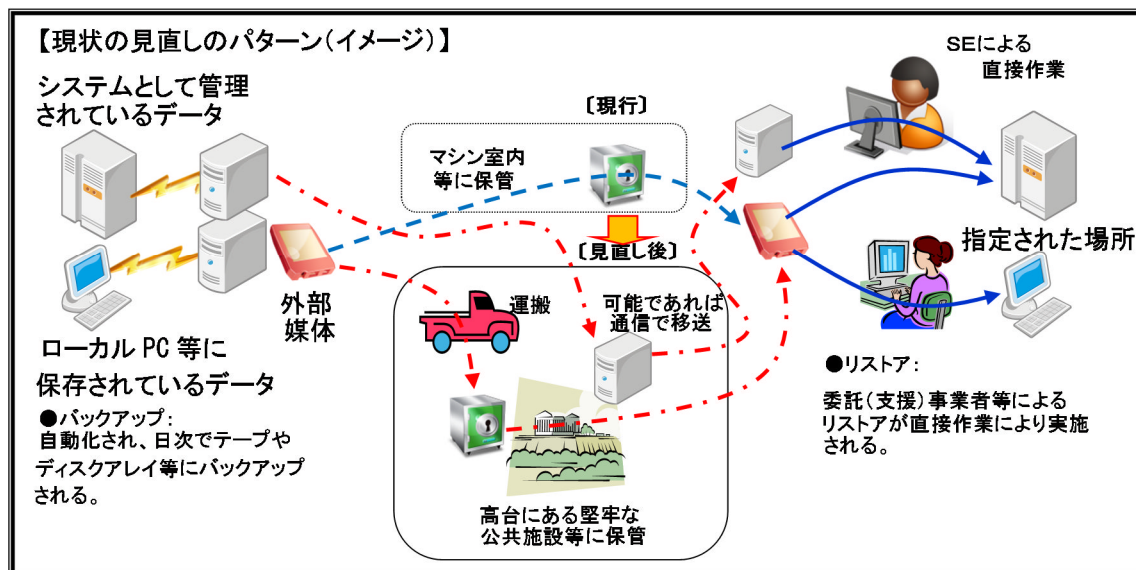 【現状の見直しのパターン(イメージ)】
システムとして管理
されているデータ
ローカル PC 等に
保存されているデータ
●バックアップ:
自動化され、日次でテープや
ディスクアレイ等にバックアップ
される。
外部
媒体
〔現行〕
マシン室内
等に保管
〔見直し後〕
運搬
可能であれば
通信で移送
高台にある堅牢な
公共施設等に保管
SEによる
直接作業
指定された場所
●リストア:
委託(支援)事業者等による
リストアが直接作業により実施
される。